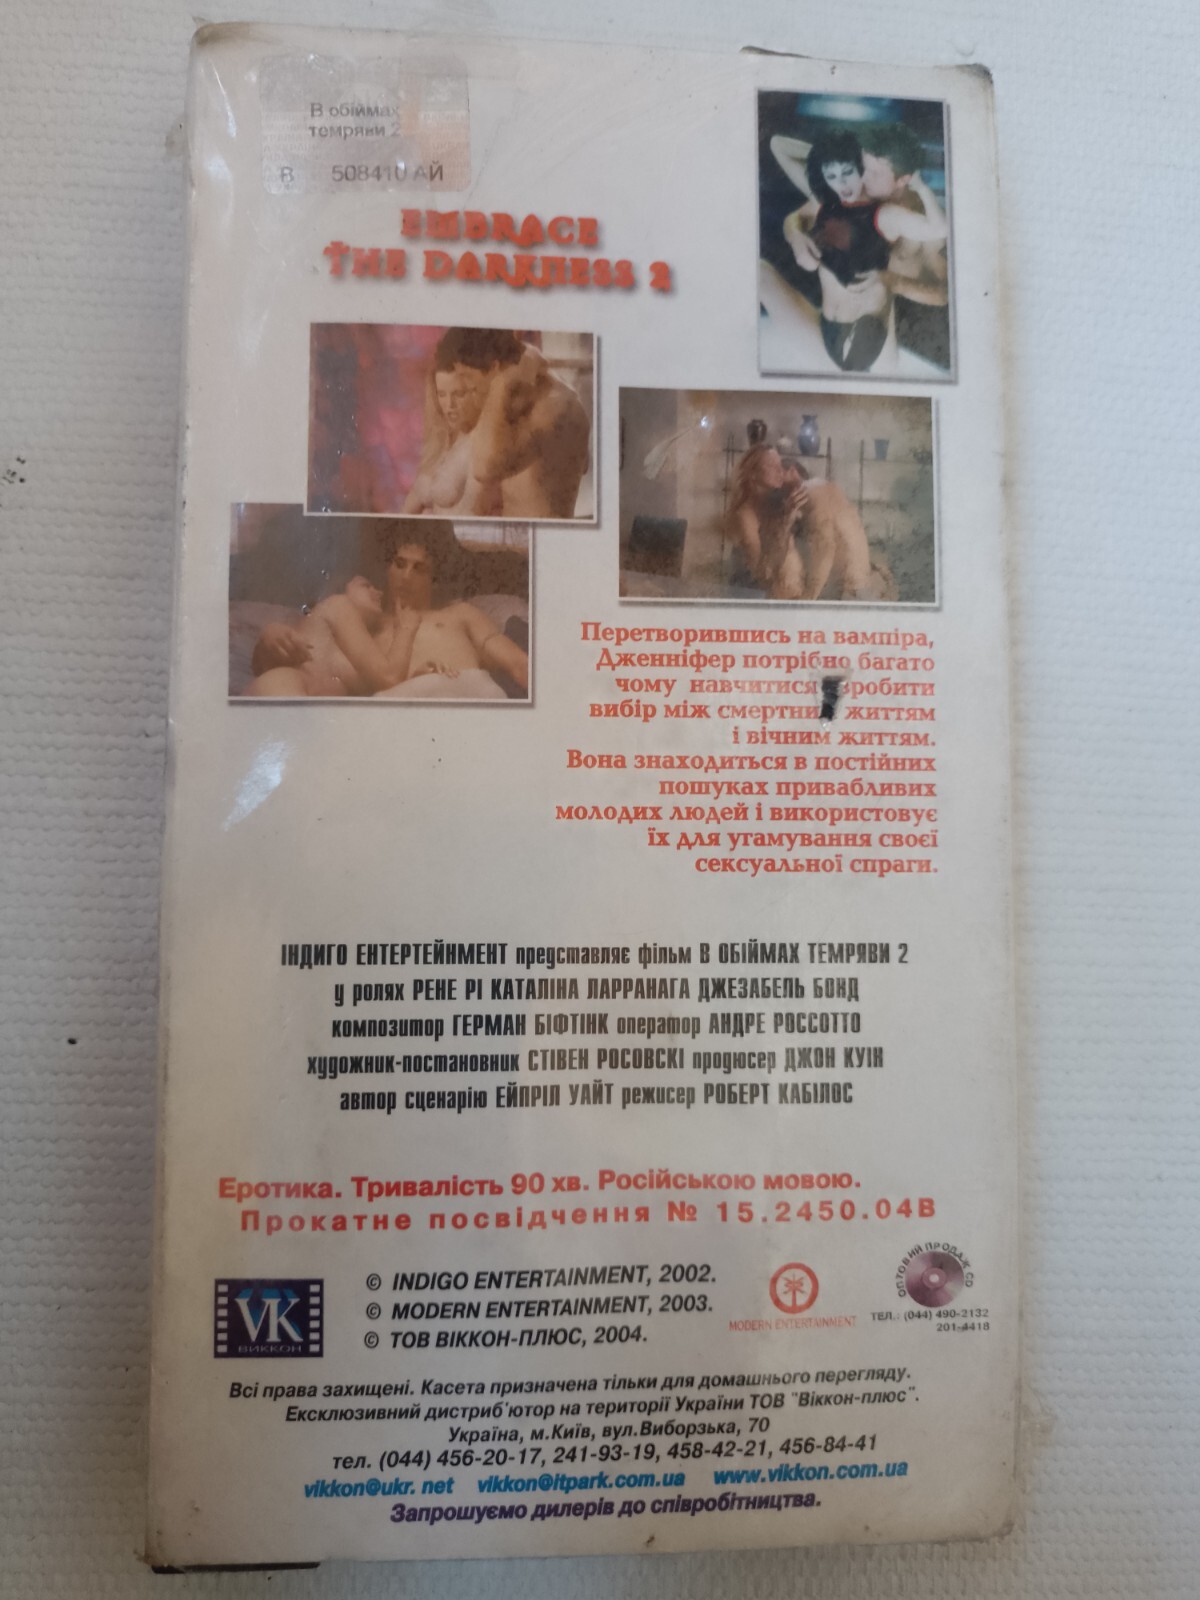 В обіймах
темряви 2
В 508410 АЙ
EMBRACE
THE DARKNESS 2
Перетворившись на вампіра,
Дженніфер потрібно багато
чому навчитися зробити
вибір між смертним життям
і вічним життям.
Вона знаходиться в постійних
пошуках привабливих
молодих людей і використовує
їх для угамування своєї
сексуальної спраги.
ІНДИГО ЕНТЕРТЕЙНМЕНТ представляє фільм В ОБІЙМАХ ТЕМРЯВИ 2
у ролях РЕНЕ РІ КАТАЛІНА ЛАРРАНАГА ДЖЕЗАБЕЛЬ БОНД
композитор ГЕРМАН БІФТІНК оператор АНДРЕ РОССОТТО
художник-постановник СТІВЕН РОСОВСКІ продюсер ДЖОН КУІН
автор сценарію ЕЙПРІЛ УАЙТ режисер РОБЕРТ КАБІЛОС
Еротика. Тривалість 90 хв. Російською мовою.
Прокатне посвідчення № 15.2450.04В
VK
ВИККОН
© INDIGO ENTERTAINMENT, 2002.
© MODERN ENTERTAINMENT, 2003.
© ТОВ ВІККОН-ПЛЮС, 2004.
MODERN ENTERTAINMENT
ОПТОВИЙ ПРОДАЖ CD
ТЕЛ.: (044) 490-2132
201-4418
Всі права захищені. Касета призначена тільки для домашнього перегляду.
Ексклюзивний дистриб'ютор на території України ТОВ "Віккон-плюс".
Україна, м.Київ, вул.Виборзька, 70
тел. (044) 456-20-17, 241-93-19, 458-42-21, 456-84-41
vikkon@ukr. net vikkon@itpark.com.ua www.vikkon.com.ua
Запрошуємо дилерів до співробітництва.